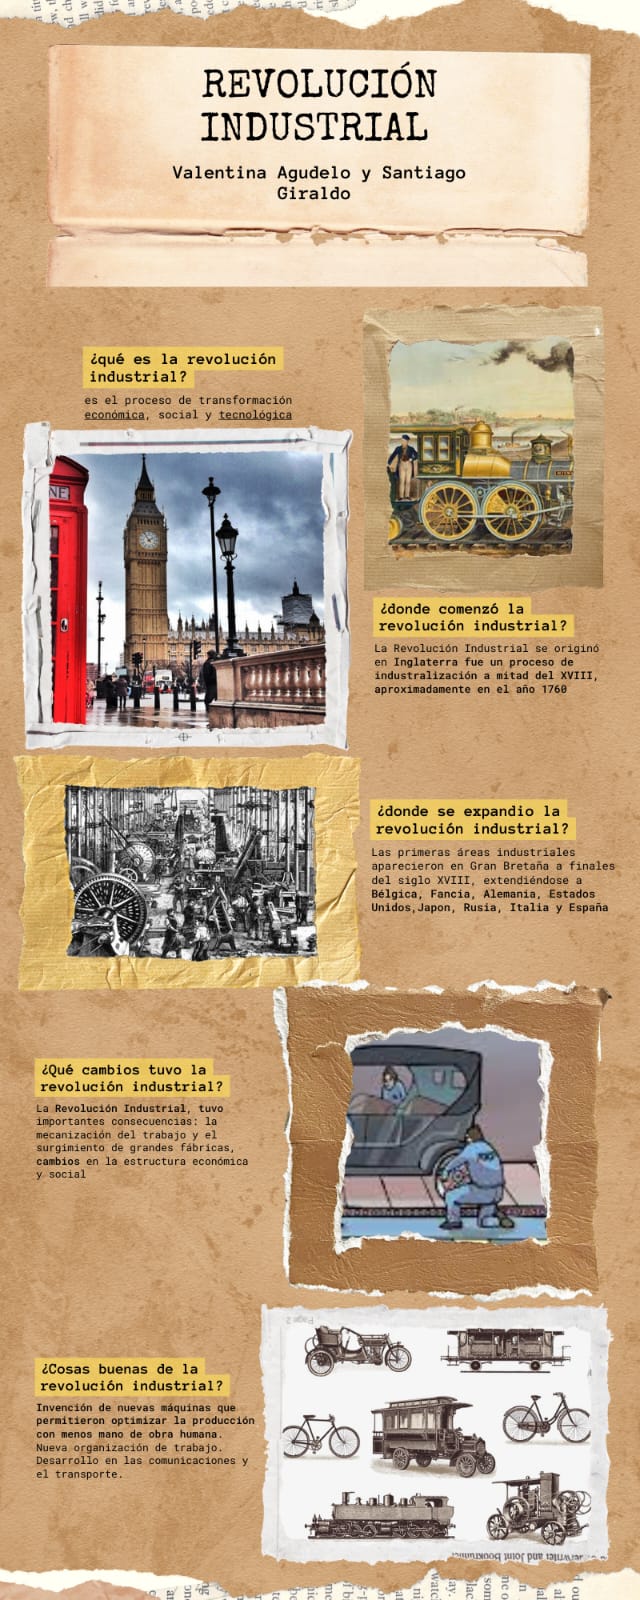 REVOLUCIÓN
INDUSTRIAL
Valentina Agudelo y Santiago
Giraldo
¿qué es la revolución
industrial?
es el proceso de transformación
económica, social y tecnológica
¿donde comenzó la
revolución industrial?
La Revolución Industrial se originó
en Inglaterra fue un proceso de
industralización a mitad del XVIII,
aproximadamente en el año 1760
¿donde se expandio la
revolución industrial?
Las primeras áreas industriales
aparecieron en Gran Bretaña a finales
del siglo XVIII, extendiéndose a
Bélgica, Fancia, Alemania, Estados
Unidos,Japon, Rusia, Italia y España
¿Qué cambios tuvo la
revolución industrial?
La Revolución Industrial, tuvo
importantes consecuencias: la
mecanización del trabajo y el
surgimiento de grandes fábricas,
cambios en la estructura económica
y social
Page 2
¿Cosas buenas de la
revolución industrial?
Invención de nuevas máquinas que
permitieron optimizar la producción
con menos mano de obra humana.
Nueva organización de trabajo.
Desarrollo en las comunicaciones y
el transporte.